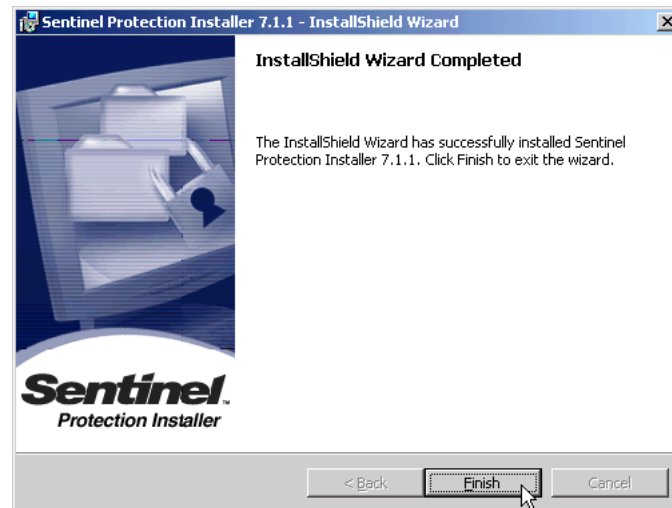 Sentinel Protection Installer 7.1.1 - InstallShield Wizard
InstallShield Wizard Completed
The InstallShield Wizard has successfully installed Sentinel
Protection Installer 7.1.1. Click Finish to exit the wizard.
Sentinel™
Protection Installer
< Back
Finish
Cancel